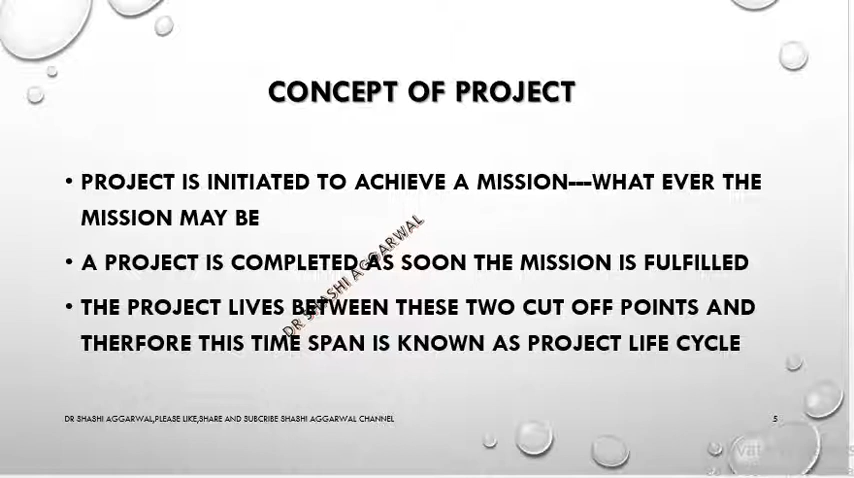 CONCEPT OF PROJECT
• PROJECT IS INITIATED TO ACHIEVE A MISSION---WHAT EVER THE
MISSION MAY BE
• A PROJECT IS COMPLETED AS SOON THE MISSION IS FULFILLED
• THE PROJECT LIVES BETWEEN THESE TWO CUT OFF POINTS AND
THERFORE THIS TIME SPAN IS KNOWN AS PROJECT LIFE CYCLE
DR SHASHI AGGARWAL
DR SHASHI AGGARWAL,PLEASE LIKE,SHARE AND SUBCRIBE SHASHI AGGARWAL CHANNEL
5